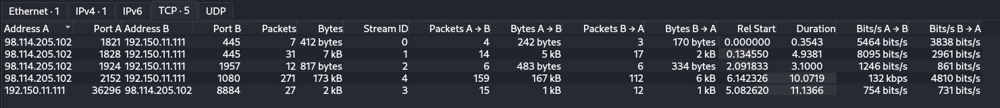 Ethernet · 1 IPv4 · 1 IPv6 TCP · 5 UDP
Address A Port A Address B Port B Packets Bytes Stream ID Packets A → B Bytes A → B Packets B → A Bytes B → A Rel Start Duration Bits/s A → B Bits/s B → A
98.114.205.102 1821 192.150.11.111 445 7 412 bytes 0 4 242 bytes 3 170 bytes 0.000000 0.3543 5464 bits/s 3838 bits/s
98.114.205.102 1828 192.150.11.111 445 31 7 kB 1 14 5 kB 17 2 kB 0.134550 4.9381 8095 bits/s 2961 bits/s
98.114.205.102 1924 192.150.11.111 1957 12 817 bytes 2 6 483 bytes 6 334 bytes 2.091833 3.1000 1246 bits/s 861 bits/s
98.114.205.102 2152 192.150.11.111 1080 271 173 kB 4 159 167 kB 112 6 kB 6.142326 10.0719 132 kbps 4810 bits/s
192.150.11.111 36296 98.114.205.102 8884 27 2 kB 3 15 1 kB 12 1 kB 5.082620 11.1366 754 bits/s 731 bits/s